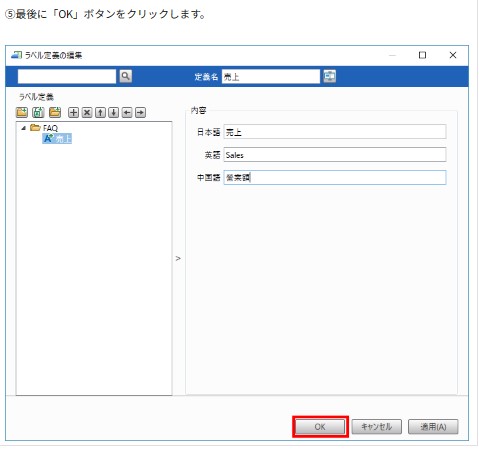 ⑤最後に「OK」ボタンをクリックします。
ラベル定義の編集
定義名 売上
ラベル定義
内容
FAQ
売上
日本語 売上
英語 Sales
中国語 營業額
>
OK キャンセル 適用(A)